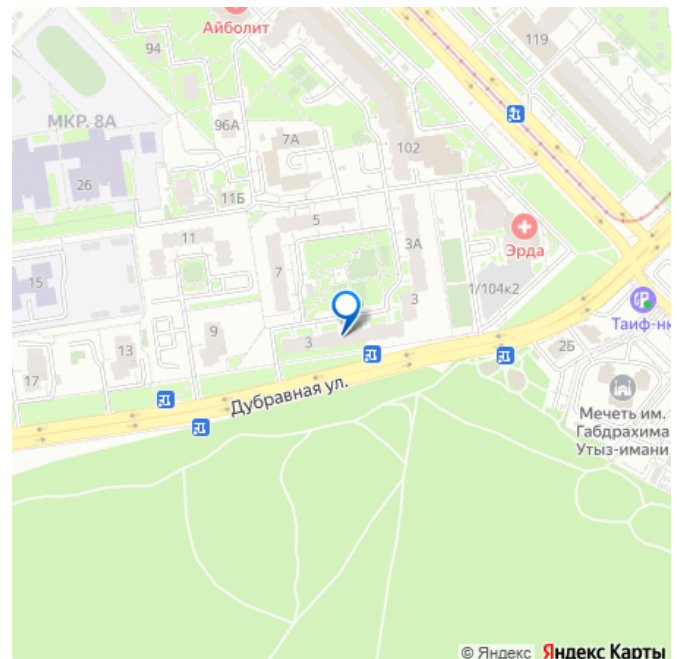 Айболит
94
119
МКР. 8А
96А
7А
102
26
11Б
5
3А
Эрда
11
7
15
1/104к2
3
Таиф-нк
3
9
2Б
13
17
Дубравная ул.
Мечеть им.
Габдрахима
Утыз-имани
© Яндекс Яндекс Карты